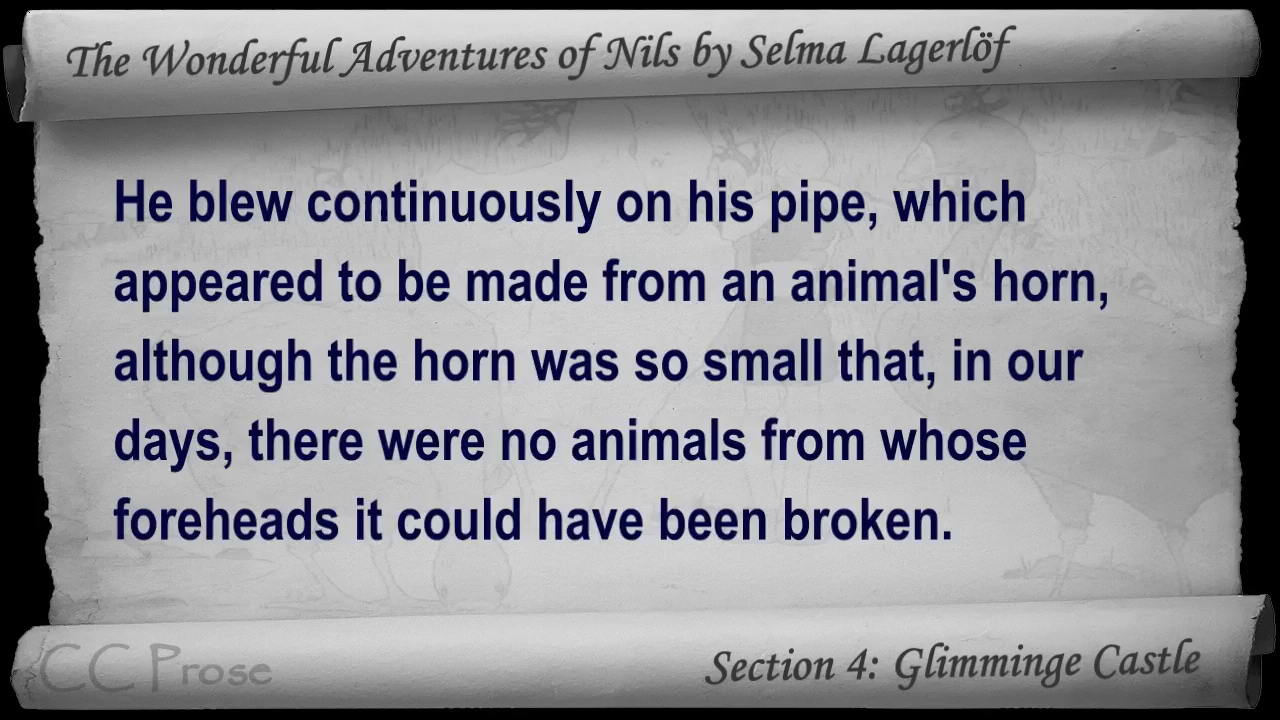 The Wonderful Adventures of Nils by Selma Lagerlöf
He blew continuously on his pipe, which
appeared to be made from an animal's horn,
although the horn was so small that, in our
days, there were no animals from whose
foreheads it could have been broken.
CC Prose
Section 4: Glimminge Castle